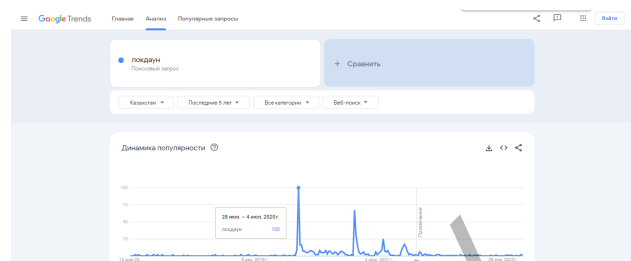 Google Trends
Главная Анализ Популярные запросы
Войти
локдаун
Поисковый запрос
+ Сравнить
Казахстан
Последние 5 лет
Все категории
Веб-поиск
Динамика популярности
100
75
50
25
28 июн. – 4 июл. 2020 г.
локдаун 100
Примечание